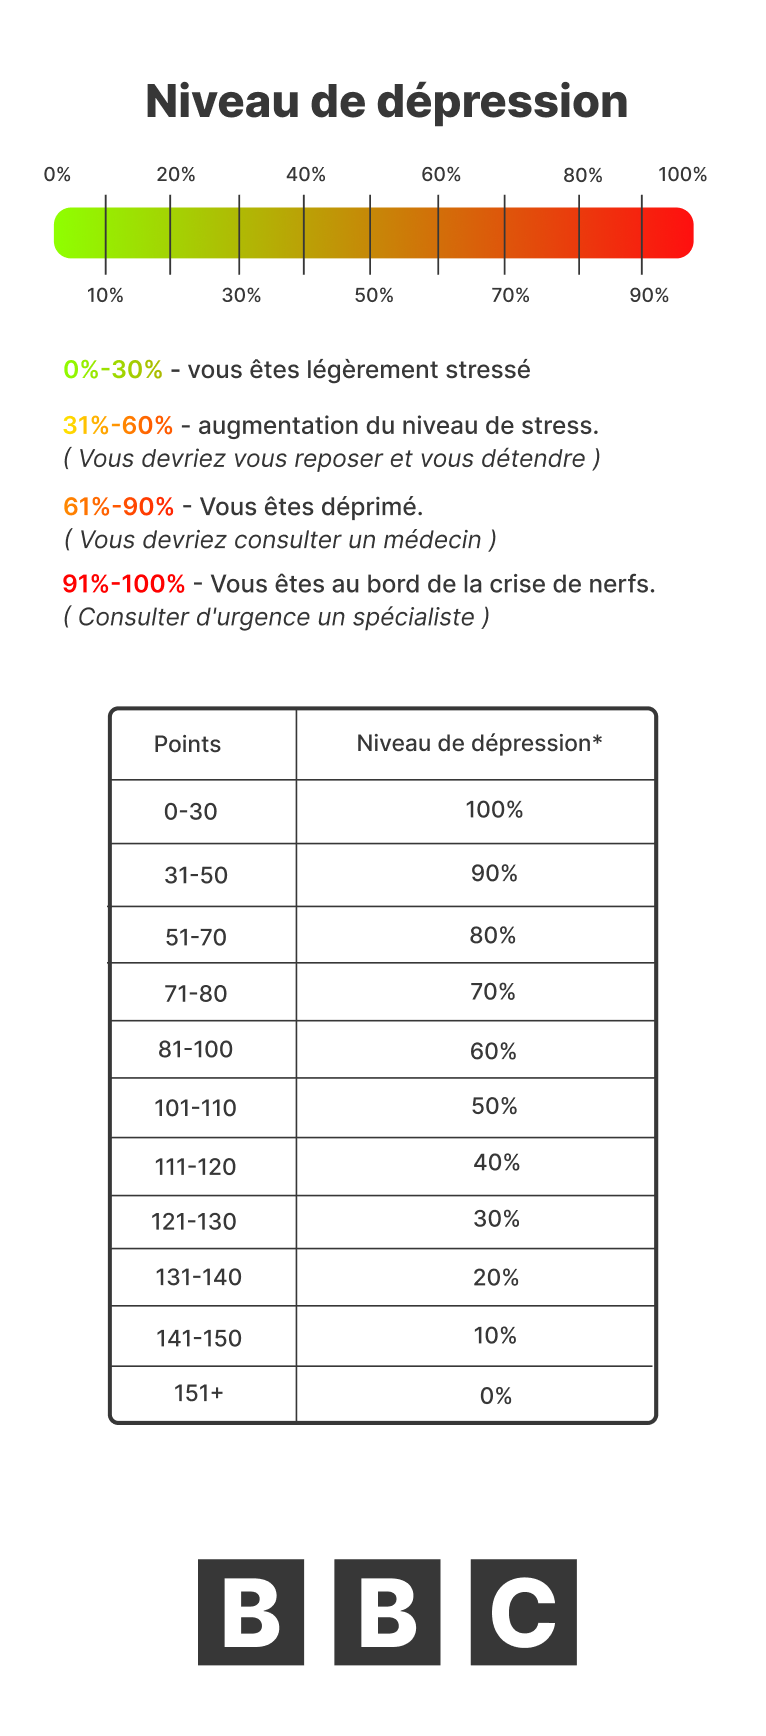 Niveau de dépression
0% 20% 40% 60% 80% 100%
10% 30% 50% 70% 90%
0%-30% - vous êtes légèrement stressé
31%-60% - augmentation du niveau de stress.
( Vous devriez vous reposer et vous détendre )
61%-90% - Vous êtes déprimé.
( Vous devriez consulter un médecin )
91%-100% - Vous êtes au bord de la crise de nerfs.
( Consulter d'urgence un spécialiste )
Points Niveau de dépression*
0-30 100%
31-50 90%
51-70 80%
71-80 70%
81-100 60%
101-110 50%
111-120 40%
121-130 30%
131-140 20%
141-150 10%
151+ 0%
B B C